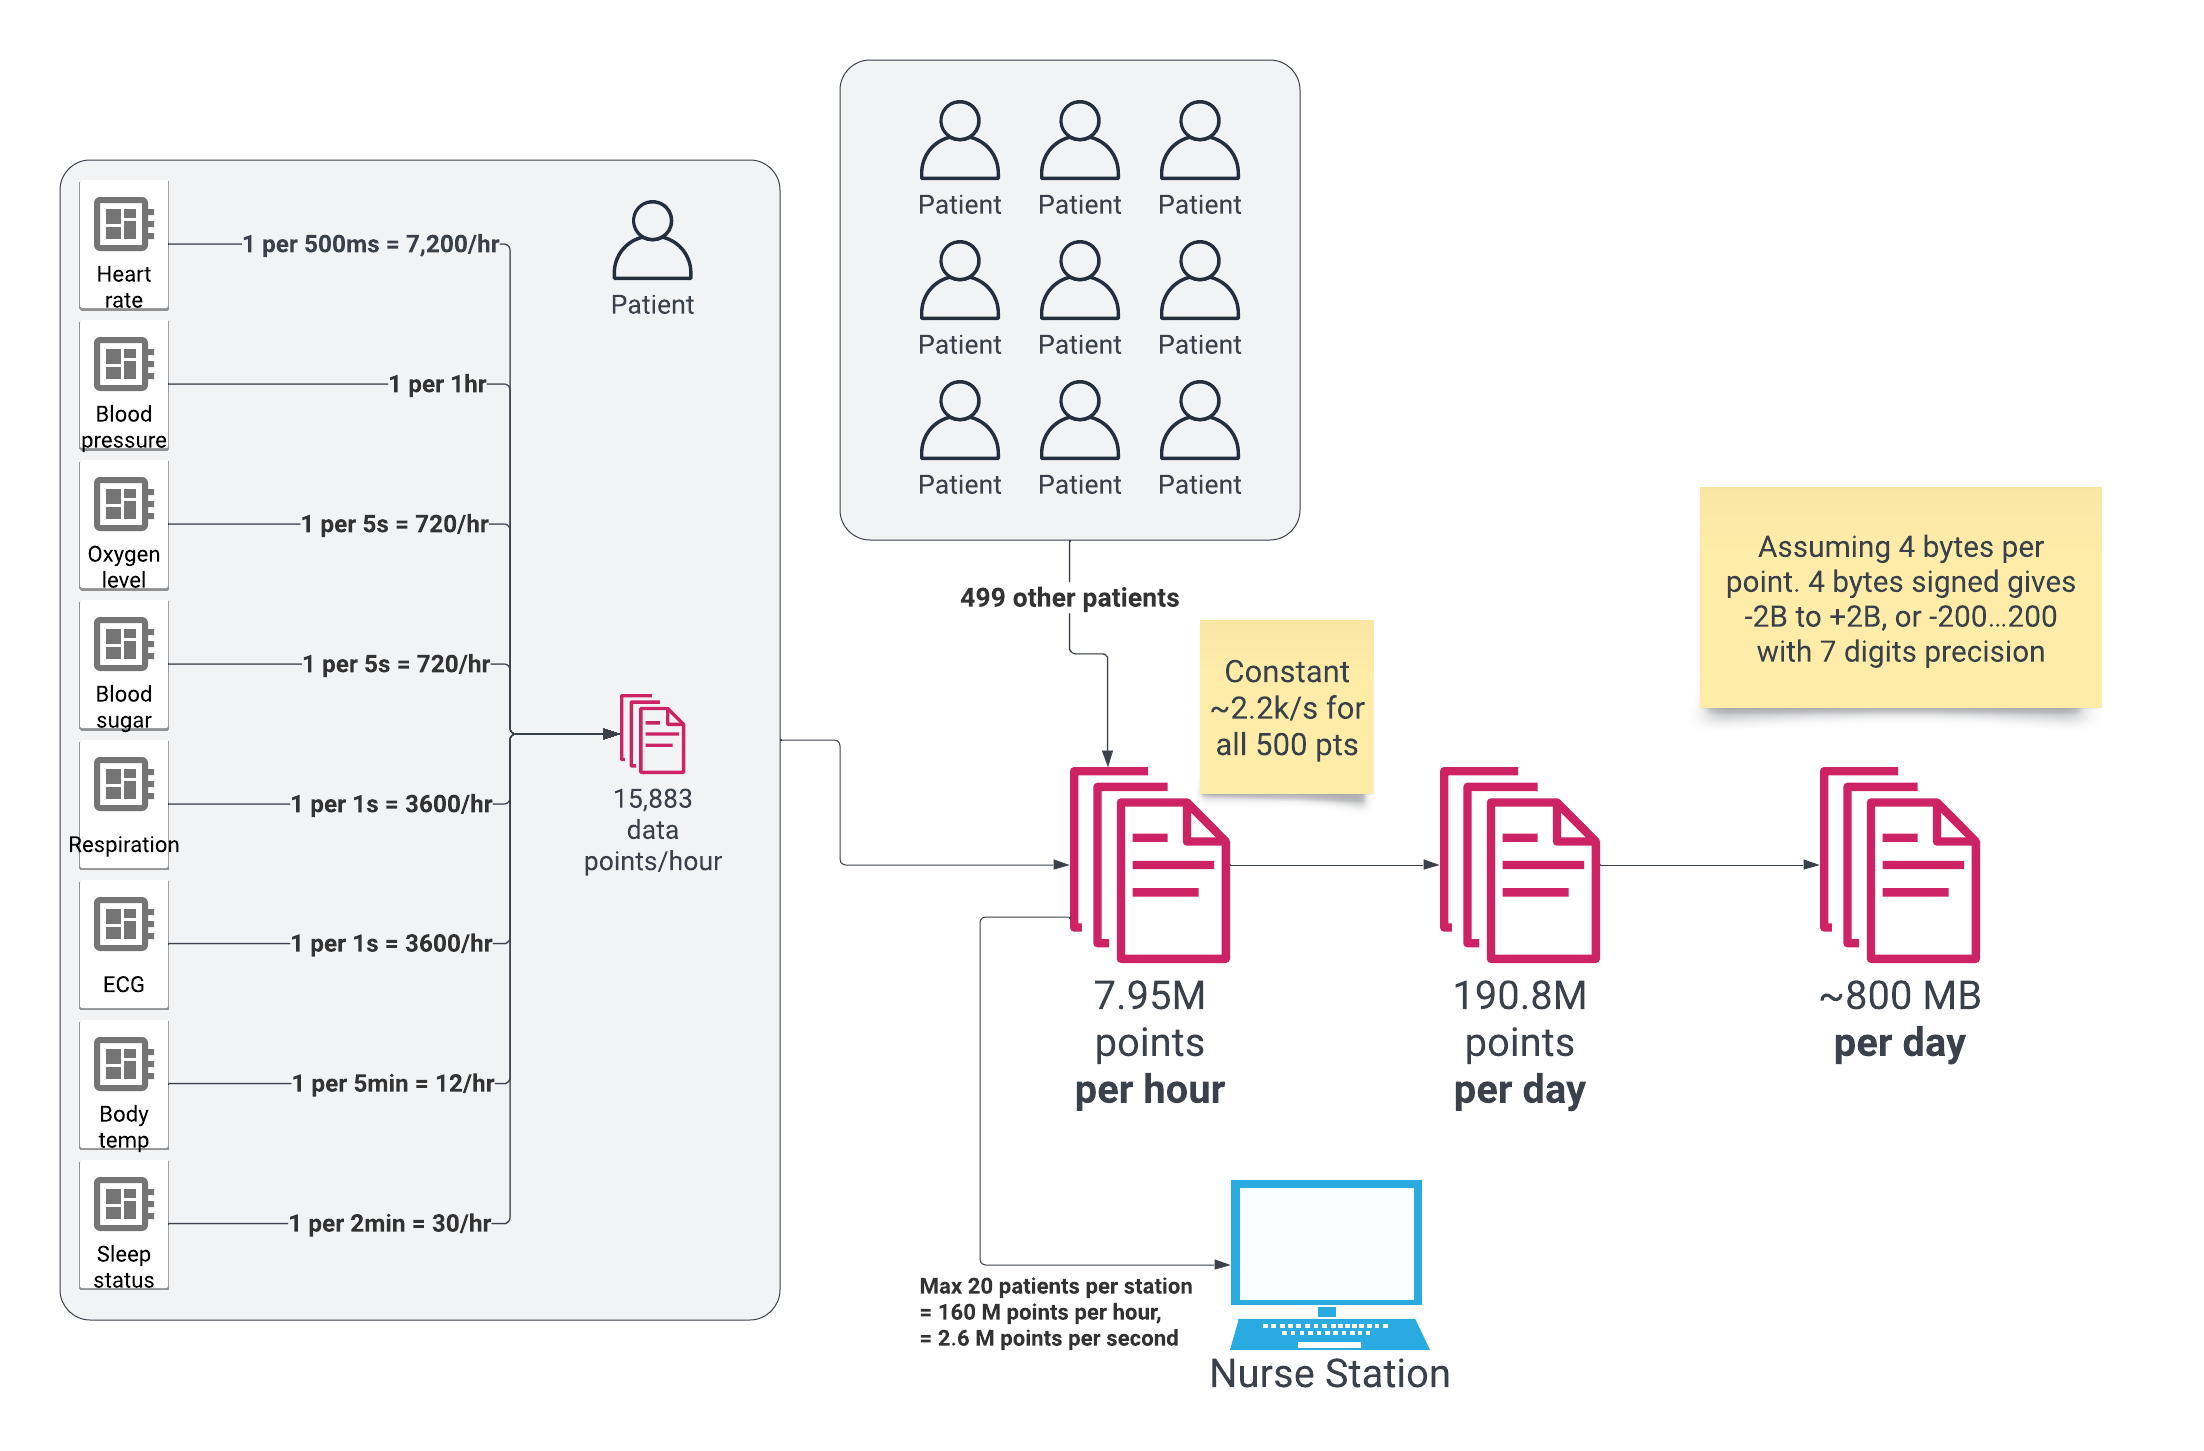 1 per 500ms = 7,200/hr
Heart
rate
1 per 1hr
Blood
pressure
1 per 5s = 720/hr
Oxygen
level
1 per 5s = 720/hr
Blood
sugar
1 per 1s = 3600/hr
Respiration
1 per 1s = 3600/hr
ECG
1 per 5min = 12/hr
Body
temp
1 per 2min = 30/hr
Sleep
status
Patient
15,883
data
points/hour
Patient Patient Patient
Patient Patient Patient
Patient Patient Patient
499 other patients
Constant
~2.2k/s for
all 500 pts
Assuming 4 bytes per
point. 4 bytes signed gives
-2B to +2B, or -200...200
with 7 digits precision
7.95M
points
per hour
190.8M
points
per day
~800 MB
per day
Max 20 patients per station
= 160 M points per hour,
= 2.6 M points per second
Nurse Station